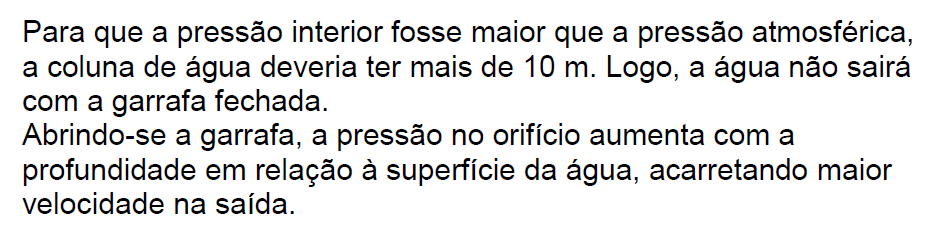 Para que a pressão interior fosse maior que a pressão atmosférica,
a coluna de água deveria ter mais de 10 m. Logo, a água não sairá
com a garrafa fechada.
Abrindo-se a garrafa, a pressão no orifício aumenta com a
profundidade em relação à superfície da água, acarretando maior
velocidade na saída.